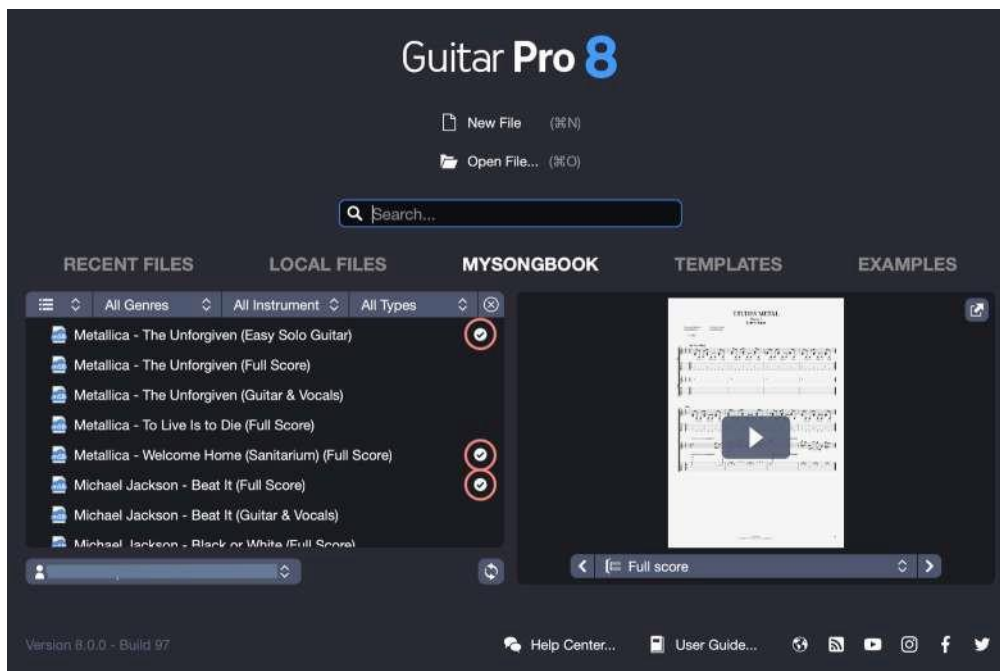 Guitar Pro 8
New File (⌘N)
Open File... (⌘O)
Search...
RECENT FILES LOCAL FILES MYSONGBOOK TEMPLATES EXAMPLES
All Genres All Instrument All Types
Metallica - The Unforgiven (Easy Solo Guitar)
Metallica - The Unforgiven (Full Score)
Metallica - The Unforgiven (Guitar & Vocals)
Metallica - To Live Is to Die (Full Score)
Metallica - Welcome Home (Sanitarium) (Full Score)
Michael Jackson - Beat It (Full Score)
Michael Jackson - Beat It (Guitar & Vocals)
Michael Jackson - Black or White (Full Score)
Full score
Version 8.0.0 - Build 97 Help Center... User Guide...